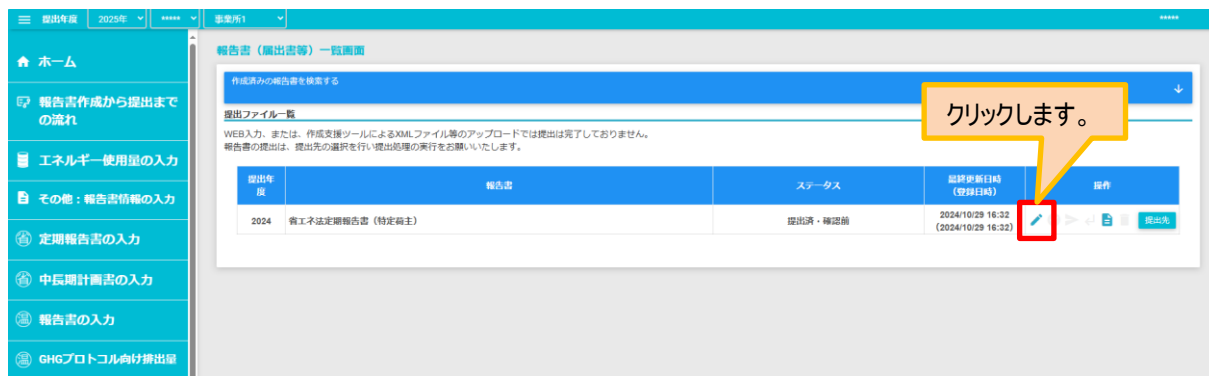 提出年度 2025年 ***** 事業所1 *****
ホーム
報告書作成から提出まで
の流れ
エネルギー使用量の入力
その他：報告書情報の入力
定期報告書の入力
中長期計画書の入力
報告書の入力
GHGプロトコル向け排出量
報告書（届出書等）一覧画面
作成済みの報告書を検索する
クリックします。
提出ファイル一覧
WEB入力、または、作成支援ツールによるXMLファイル等のアップロードでは提出は完了しておりません。
報告書の提出は、提出先の選択を行い提出処理の実行をお願いいたします。
提出年
度
報告書
ステータス
最終更新日時
（登録日時）
操作
2024
省エネ法定期報告書（特定荷主）
提出済・確認前
2024/10/29 16:32
(2024/10/29 16:32)
提出先